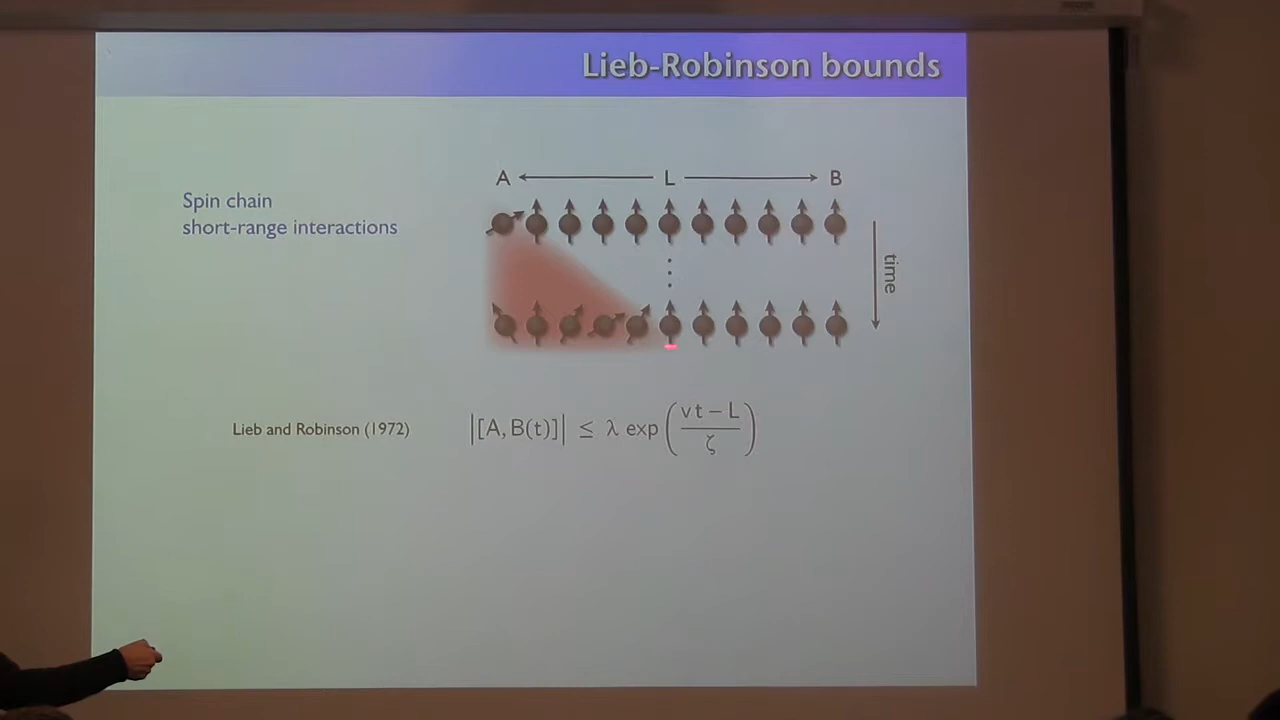 Lieb-Robinson bounds
A L B
Spin chain
short-range interactions
time
Lieb and Robinson (1972)
|[A, B(t)]| ≤ λ exp((vt − L)/ζ)